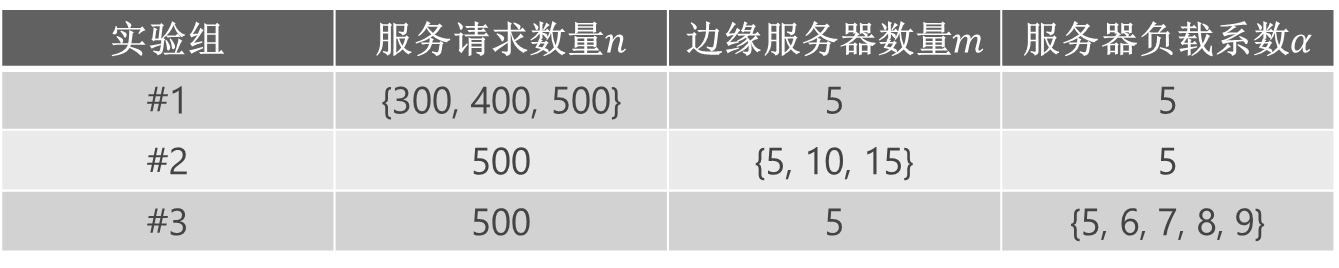 实验组 服务请求数量n 边缘服务器数量m 服务器负载系数α
#1 {300, 400, 500} 5 5
#2 500 {5, 10, 15} 5
#3 500 5 {5, 6, 7, 8, 9}